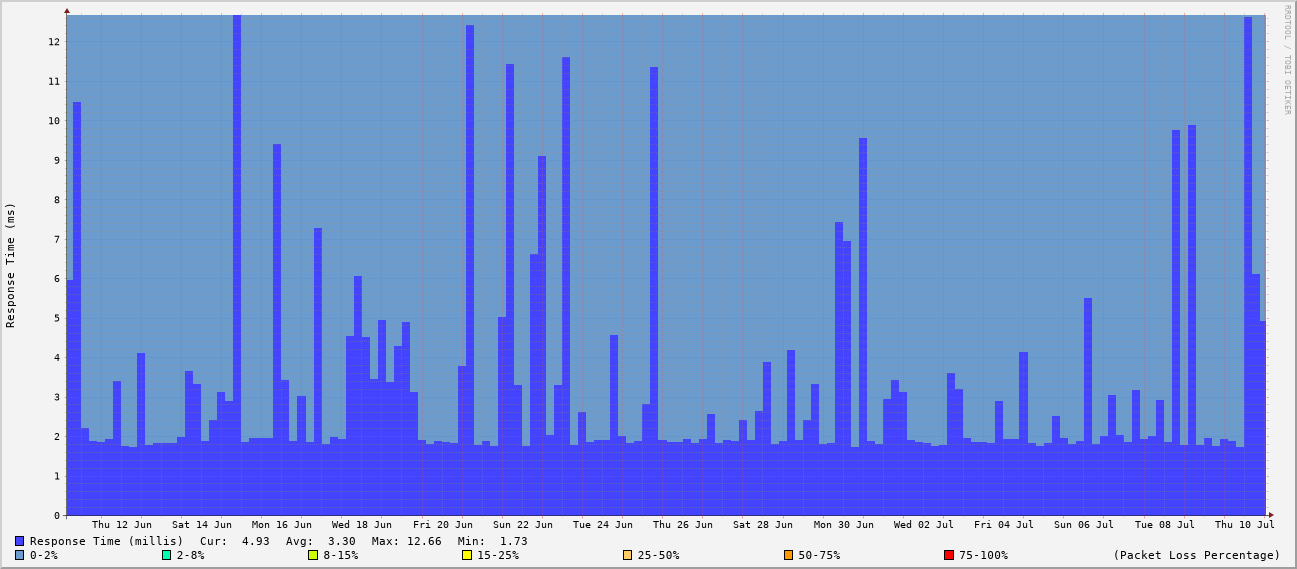 RRDTOOL / TOBI OETIKER
Response Time (ms)
12
11
10
9
8
7
6
5
4
3
2
1
0
Thu 12 Jun Sat 14 Jun Mon 16 Jun Wed 18 Jun Fri 20 Jun Sun 22 Jun Tue 24 Jun Thu 26 Jun Sat 28 Jun Mon 30 Jun Wed 02 Jul Fri 04 Jul Sun 06 Jul Tue 08 Jul Thu 10 Jul
Response Time (millis) Cur: 4.93 Avg: 3.30 Max: 12.66 Min: 1.73
0-2% 2-8% 8-15% 15-25% 25-50% 50-75% 75-100% (Packet Loss Percentage)